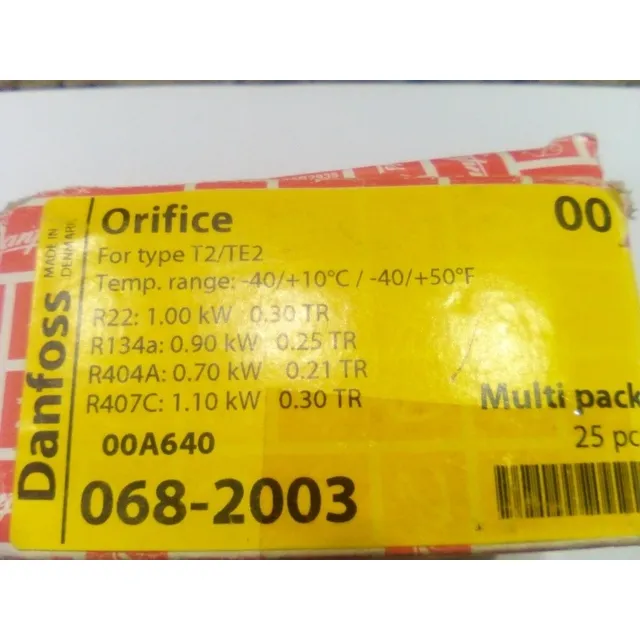 Danfoss
MADE IN
DENMARK
Orifice
00
For type T2/TE2
Temp. range: -40/+10°C / -40/+50°F
R22: 1.00 kW 0.30 TR
R134a: 0.90 kW 0.25 TR
R404A: 0.70 kW 0.21 TR
R407C: 1.10 kW 0.30 TR
Multi pack
25 pc
00A640
068-2003